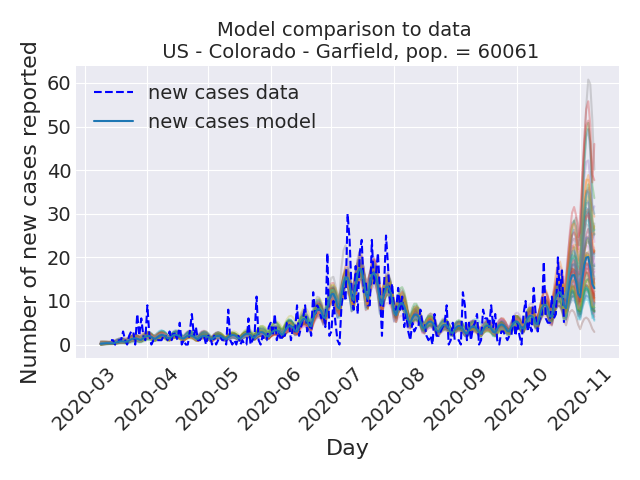 Model comparison to data
US - Colorado - Garfield, pop. = 60061
Number of new cases reported
60
50
40
30
20
10
0
new cases data
new cases model
2020-03
2020-04
2020-05
2020-06
2020-07
2020-08
2020-09
2020-10
2020-11
Day